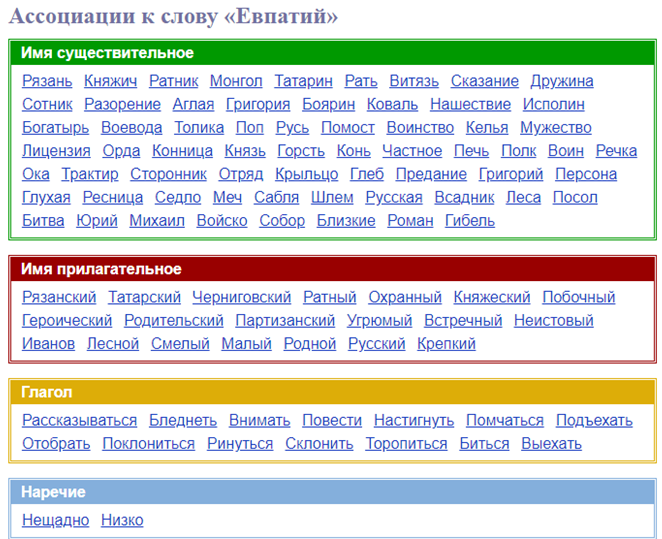 Ассоциации к слову «Евпатий»
Имя существительное
Рязань Княжич Ратник Монгол Татарин Рать Витязь Сказание Дружина
Сотник Разорение Аглая Григория Боярин Коваль Нашествие Исполин
Богатырь Воевода Толика Поп Русь Помост Воинство Келья Мужество
Лицензия Орда Конница Князь Горсть Конь Частное Печь Полк Воин Речка
Ока Трактир Сторонник Отряд Крыльцо Глеб Предание Григорий Персона
Глухая Ресница Седло Меч Сабля Шлем Русская Всадник Леса Посол
Битва Юрий Михаил Войско Собор Близкие Роман Гибель
Имя прилагательное
Рязанский Татарский Черниговский Ратный Охранный Княжеский Побочный
Героический Родительский Партизанский Угрюмый Встречный Неистовый
Иванов Лесной Смелый Малый Родной Русский Крепкий
Глагол
Рассказываться Бледнеть Внимать Повести Настигнуть Помчаться Подъехать
Отобрать Поклониться Ринуться Склонить Торопиться Биться Выехать
Наречие
Нещадно Низко